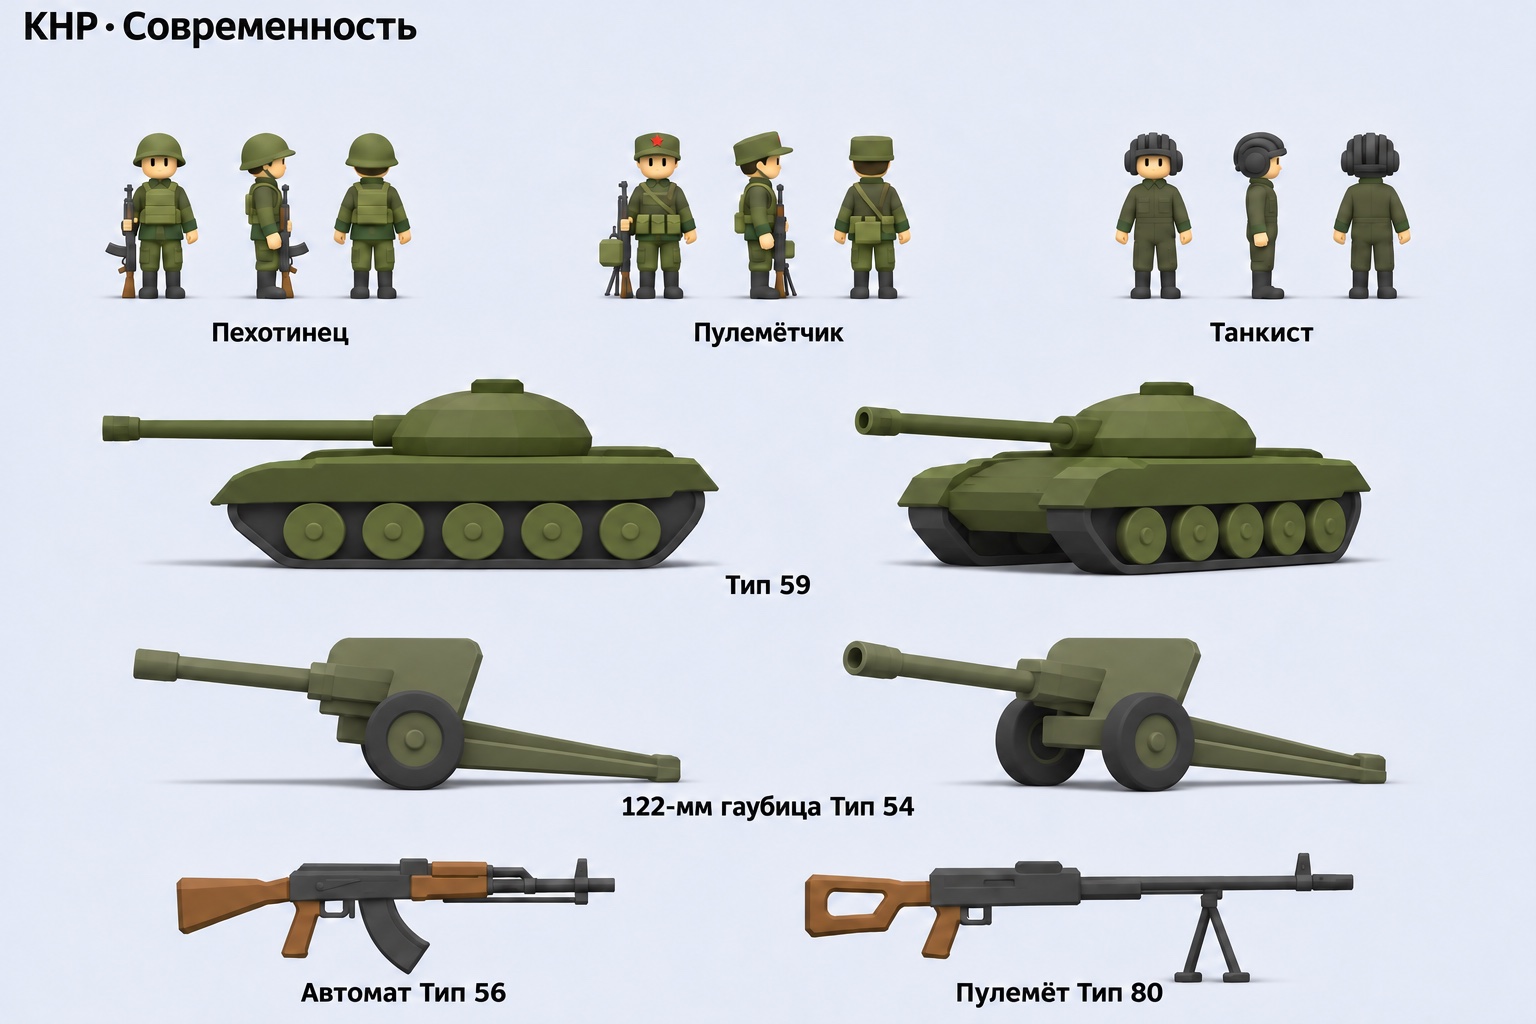 КНР · Современность
Пехотинец
Пулемётчик
Танкист
Тип 59
122-мм гаубица Тип 54
Автомат Тип 56
Пулемёт Тип 80